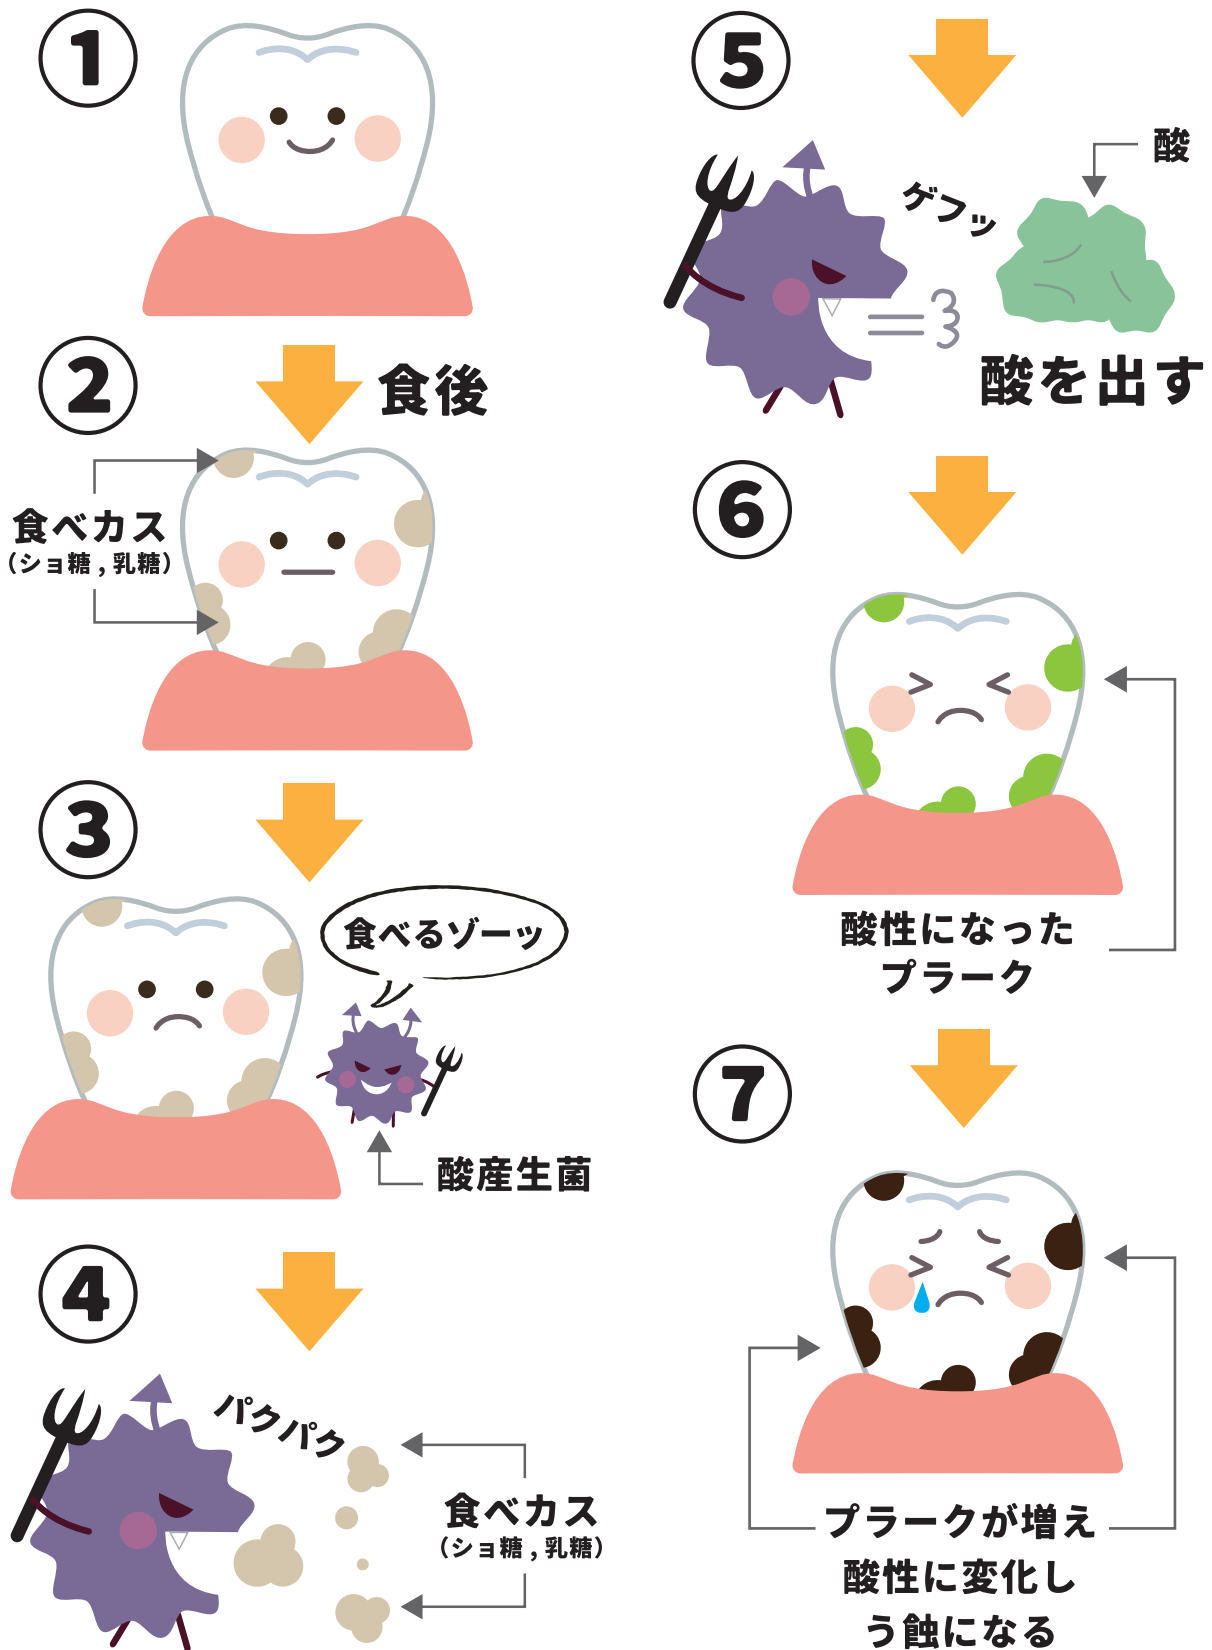 1
2
食後
食べカス
（ショ糖，乳糖）
3
食べるゾーッ
酸産生菌
4
パクパク
食べカス
（ショ糖，乳糖）
5
酸
ゲフッ
酸を出す
6
酸性になった
プラーク
7
プラークが増え
酸性に変化し
う蝕になる